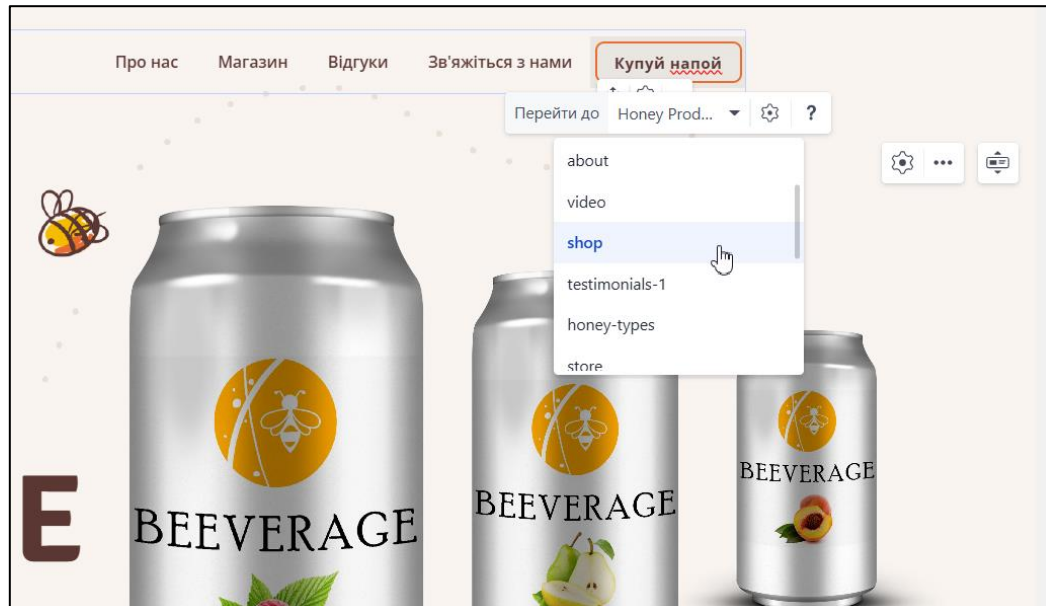 Про нас Магазин Відгуки Зв'яжіться з нами Купуй напой
Перейти до Honey Prod... ?
about
video
shop
testimonials-1
honey-types
store
E
BEEVERAGE
BEEVERAGE
BEEVERAGE